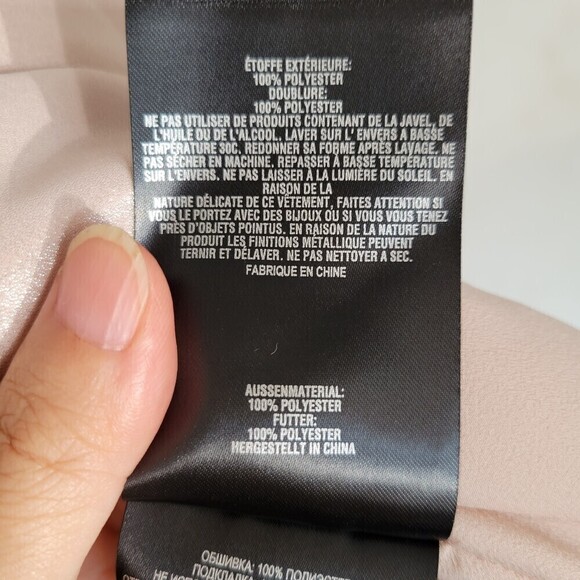 ÉTOFFE EXTÉRIEURE:
100% POLYESTER
DOUBLURE:
100% POLYESTER
NE PAS UTILISER DE PRODUITS CONTENANT DE LA JAVEL, DE
L'HUILE DU DE L'ALCOOL. LAVER SUR L' ENVERS A BASSE
TEMPÉRATURE 30C. REDONNER SA FORME APRÈS LAVAGE. NE
PAS SÉCHER EN MACHINE. REPASSER À BASSE TEMPÉRATURE
SUR L'ENVERS. NE PAS LAISSER À LA LUMIÈRE DU SOLEIL. EN
RAISON DE LA
NATURE DÉLICATE DE CE VÊTEMENT, FAITES ATTENTION SI
VOUS LE PORTEZ AVEC DES BIJOUX OU SI VOUS VOUS TENEZ
PRÈS D'OBJETS POINTUS. EN RAISON DE LA NATURE DU
PRODUIT LES FINITIONS MÉTALLIQUE PEUVENT
TERNIR ET DÉLAVER. NE PAS NETTOYER A SEC.
FABRIQUE EN CHINE
AUSSENMATERIAL:
100% POLYESTER
FUTTER:
100% POLYESTER
HERGESTELLT IN CHINA
ОБШИВКА: 100%
ПОДКЛАДКА
НЕ